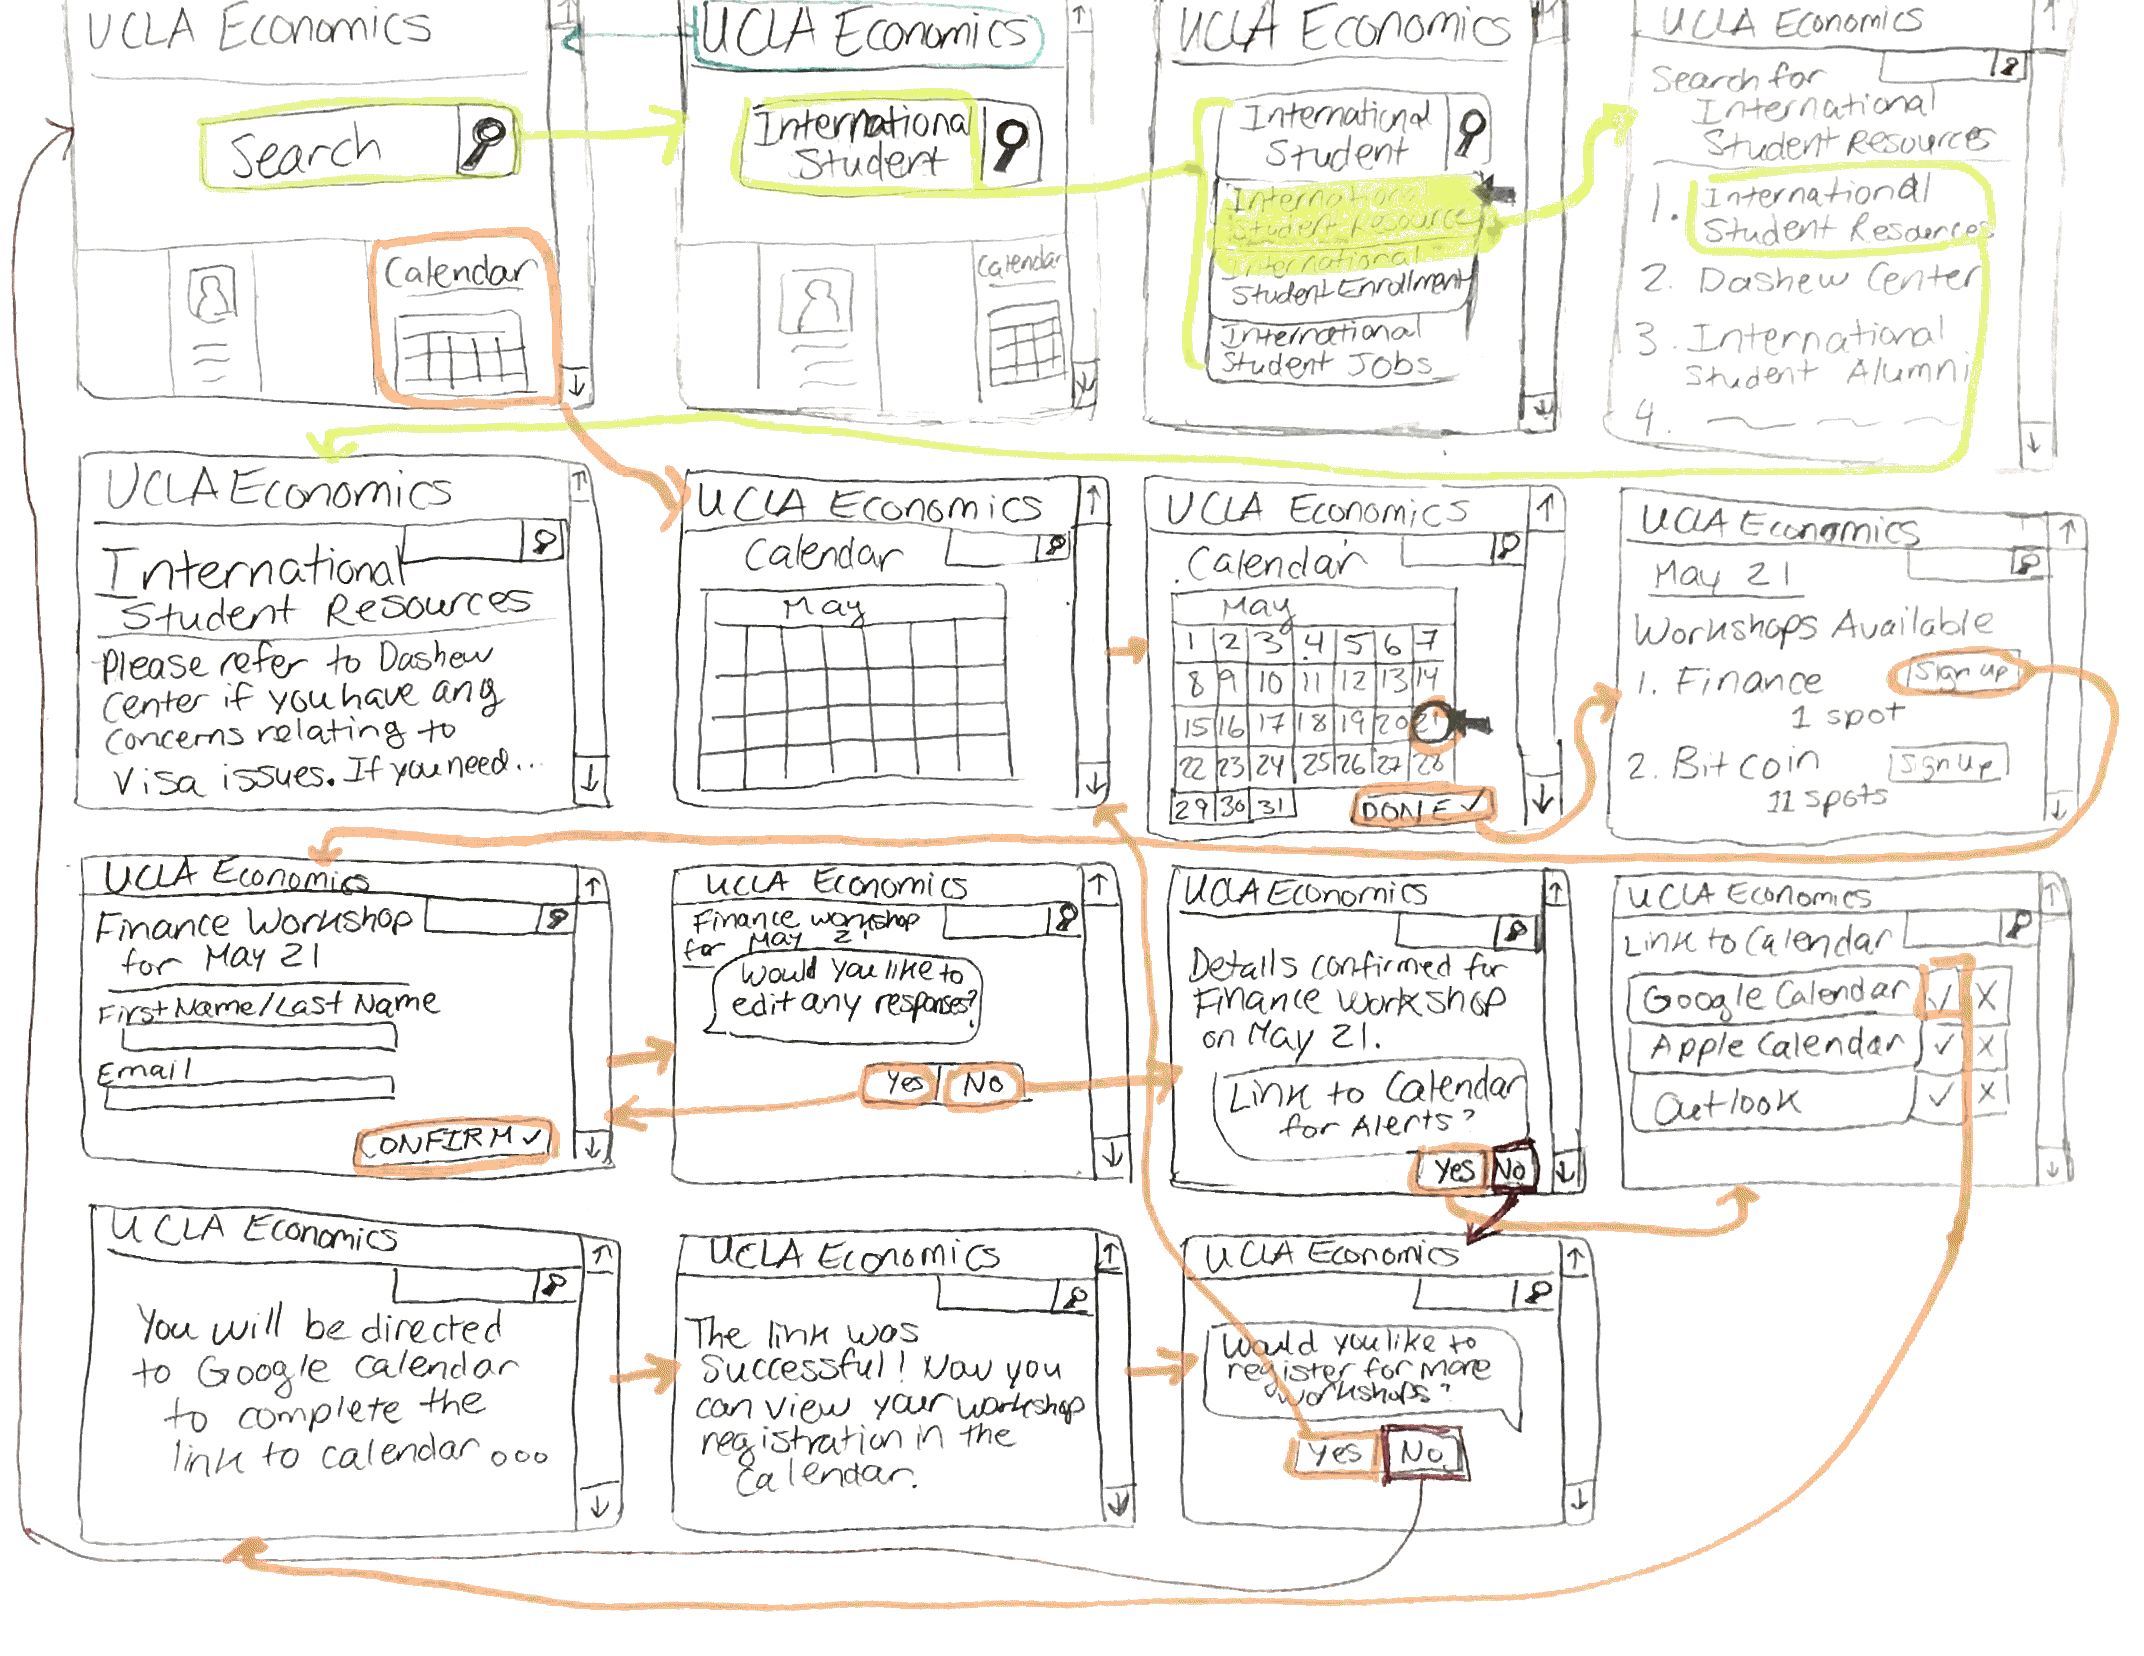 UCLA Economics
Search
Calendar
UCLA Economics
International
Student
Calendar
UCLA Economics
International
Student
International
Student Resource
International
Student Enrollment
International
Student Jobs
UCLA Economics
Search for
International
Student Resources
1. International
Student Resources
2. Dashew Center
3. International
Student Alumni
4.
UCLA Economics
International
Student Resources
Please refer to Dashew
Center if you have any
concerns relating to
Visa issues. If you need...
UCLA Economics
Calendar
May
UCLA Economics
Calendar
May
1 2 3 4 5 6 7
8 9 10 11 12 13 14
15 16 17 18 19 20 21
22 23 24 25 26 27 28
29 30 31
DONE ✓
UCLA Economics
May 21
Workshops Available
1. Finance Sign up
1 spot
2. Bitcoin Sign up
11 spots
UCLA Economics
Finance Workshop
for May 21
First Name/Last Name
Email
CONFIRM ✓
UCLA Economics
Finance workshop
for May 21
Would you like to
edit any responses?
Yes No
UCLA Economics
Details confirmed for
Finance Workshop
on May 21.
Link to Calendar
for Alerts?
Yes No
UCLA Economics
Link to Calendar
Google Calendar ✓ X
Apple Calendar ✓ X
Outlook ✓ X
UCLA Economics
You will be directed
to Google Calendar
to complete the
link to calendar...
UCLA Economics
The link was
Successful! Now you
can view your workshop
registration in the
Calendar.
UCLA Economics
Would you like to
register for more
workshops?
Yes No